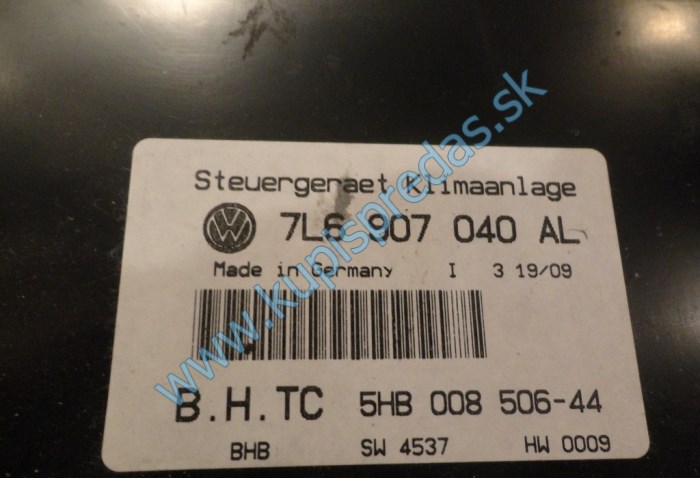 Steuergeraet Klimaanlage
7L6 907 040 AL
Made in Germany I 3 19/09
B.H.TC 5HB 008 506-44
BHB SW 4537 HW 0009
www.kupispredas.sk